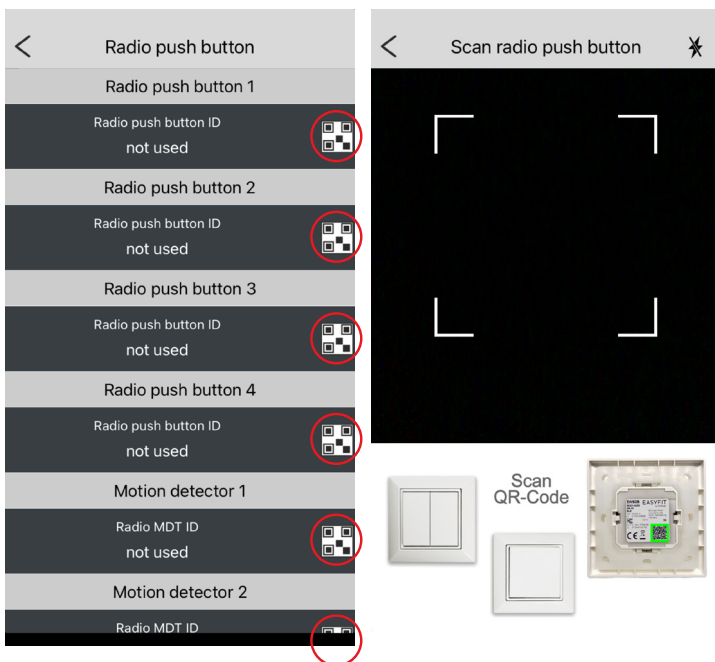 Radio push button
Radio push button 1
Radio push button ID
not used
Radio push button 2
Radio push button ID
not used
Radio push button 3
Radio push button ID
not used
Radio push button 4
Radio push button ID
not used
Motion detector 1
Radio MDT ID
not used
Motion detector 2
Radio MDT ID
Scan radio push button
Scan
QR-Code
EASYFIT